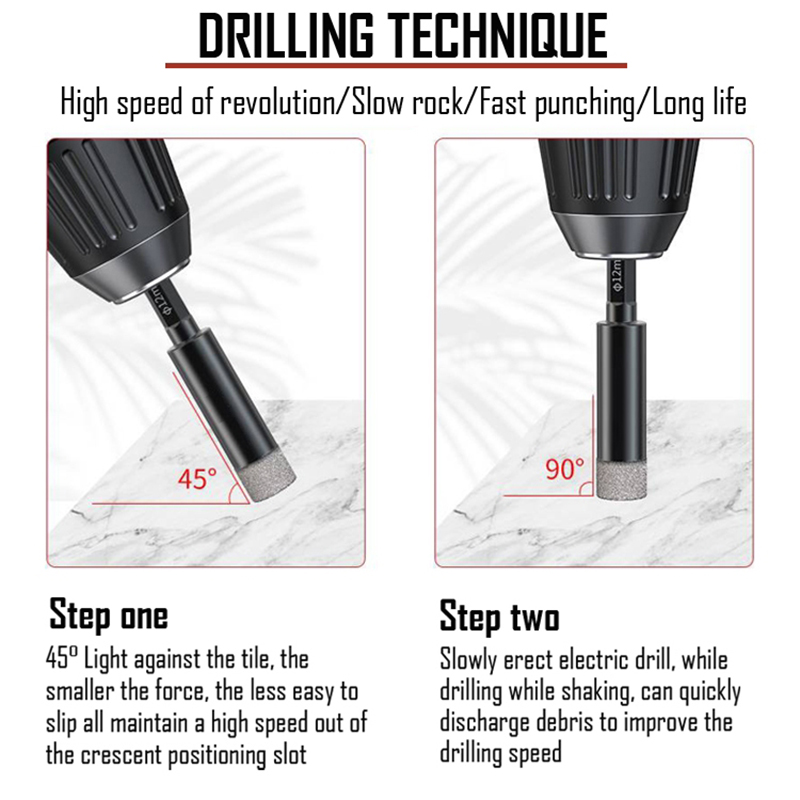 DRILLING TECHNIQUE
High speed of revolution/Slow rock/Fast punching/Long life
Φ12m
45°
Φ12m
90°
Step one
45º Light against the tile, the
smaller the force, the less easy to
slip all maintain a high speed out of
the crescent positioning slot
Step two
Slowly erect electric drill, while
drilling while shaking, can quickly
discharge debris to improve the
drilling speed